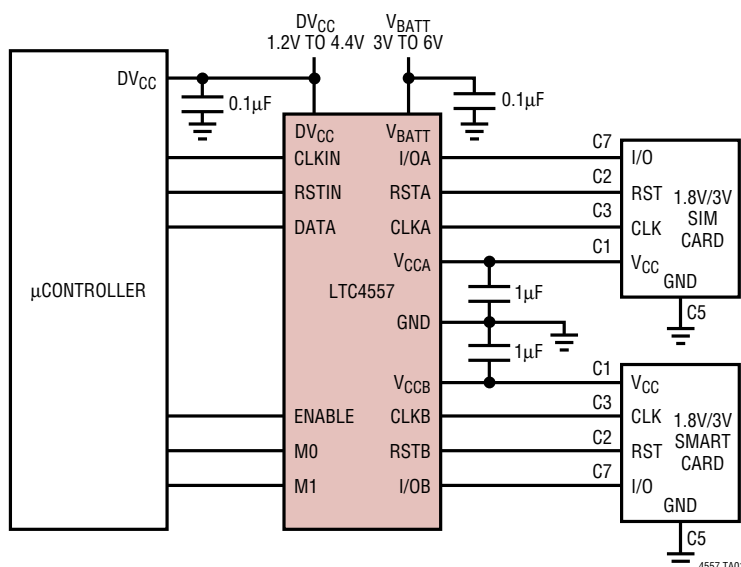 DVCC
1.2V TO 4.4V
VBATT
3V TO 6V
DVCC
0.1µF
0.1µF
DVCC
VBATT
CLKIN
I/OA
C7
I/O
RSTIN
RSTA
C2
RST
1.8V/3V
SIM
CARD
DATA
CLKA
C3
CLK
VCCA
C1
VCC
GND
µCONTROLLER
LTC4557
1µF
C5
GND
1µF
VCCB
C1
VCC
ENABLE
CLKB
C3
CLK
1.8V/3V
SMART
CARD
M0
RSTB
C2
RST
M1
I/OB
C7
I/O
GND
C5